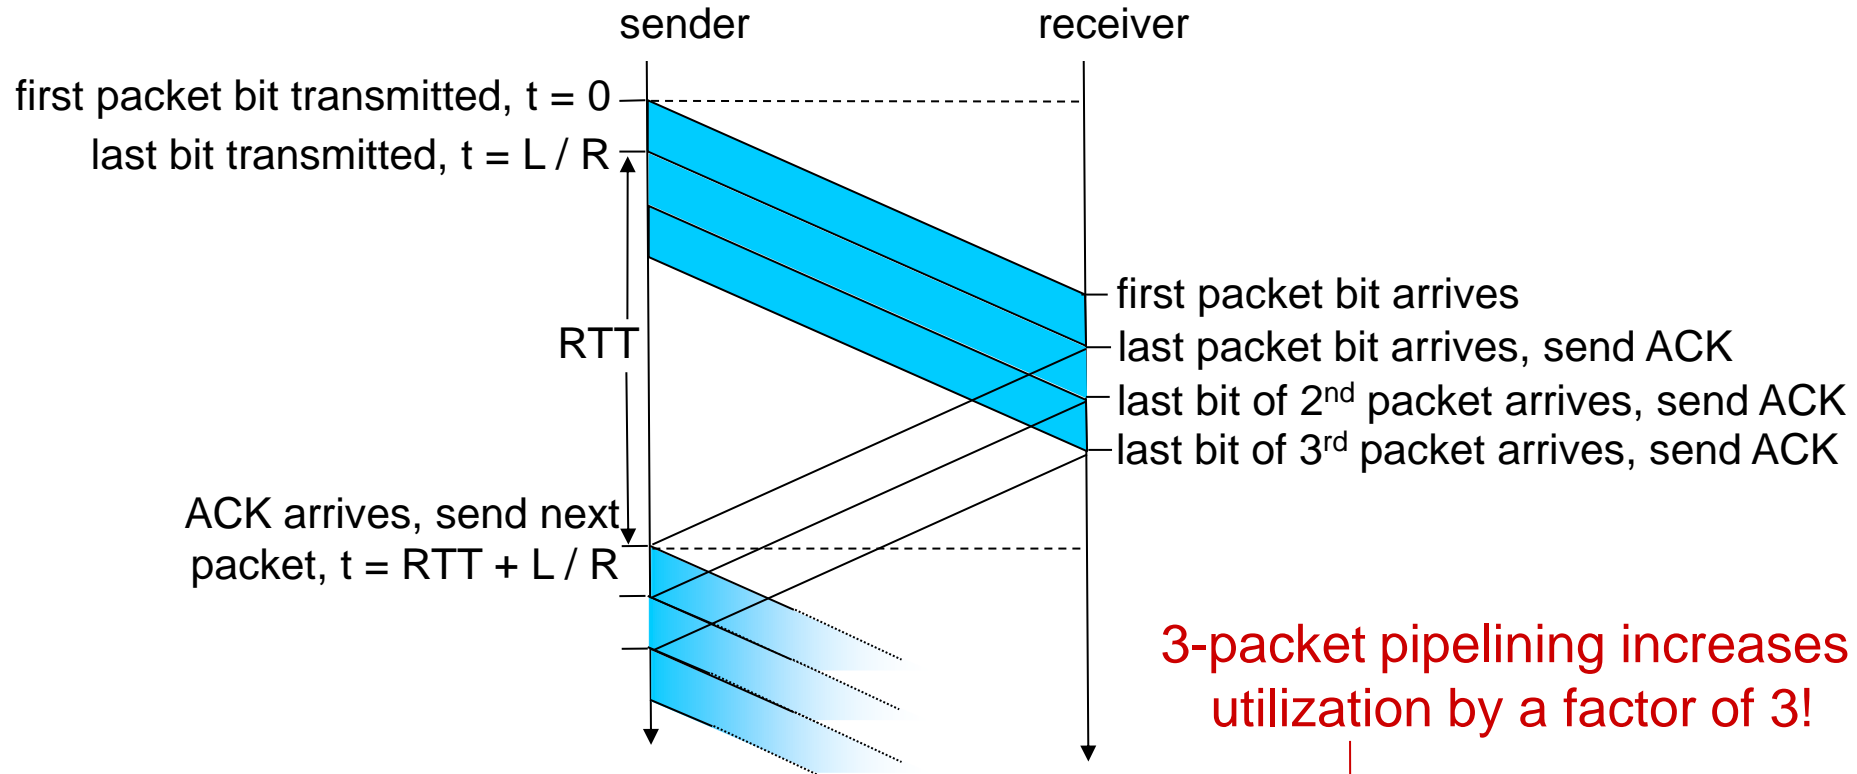 sender
receiver
first packet bit transmitted, t = 0
last bit transmitted, t = L / R
RTT
first packet bit arrives
last packet bit arrives, send ACK
last bit of 2nd packet arrives, send ACK
last bit of 3rd packet arrives, send ACK
ACK arrives, send next
packet, t = RTT + L / R
3-packet pipelining increases
utilization by a factor of 3!